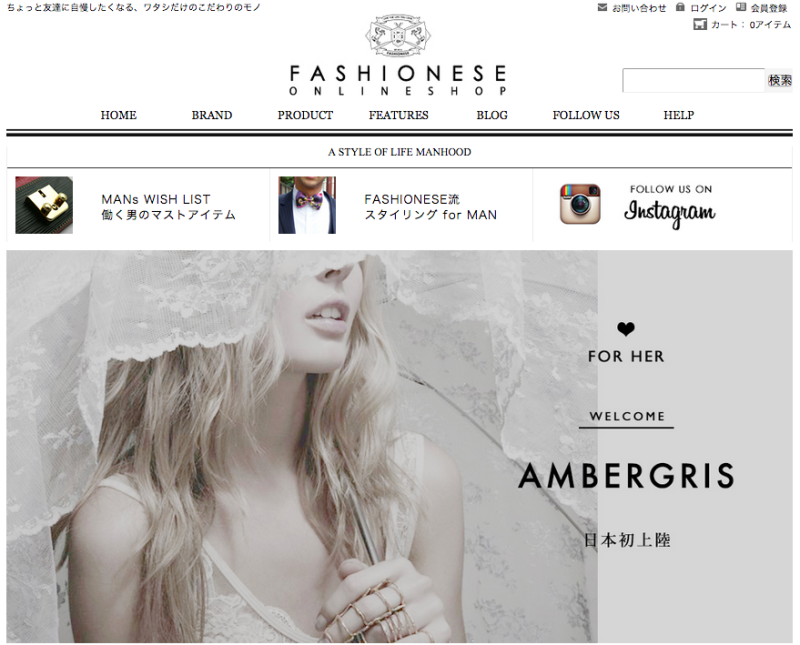 ちょっと友達に自慢したくなる、ワタシだけのこだわりのモノ
お問い合わせ ログイン 会員登録
カート： 0アイテム
FASHIONESE
ONLINESHOP
検索
HOME BRAND PRODUCT FEATURES BLOG FOLLOW US HELP
A STYLE OF LIFE MANHOOD
MANs WISH LIST
働く男のマストアイテム
FASHIONESE流
スタイリング for MAN
FOLLOW US ON
Instagram
FOR HER
WELCOME
AMBERGRIS
日本初上陸